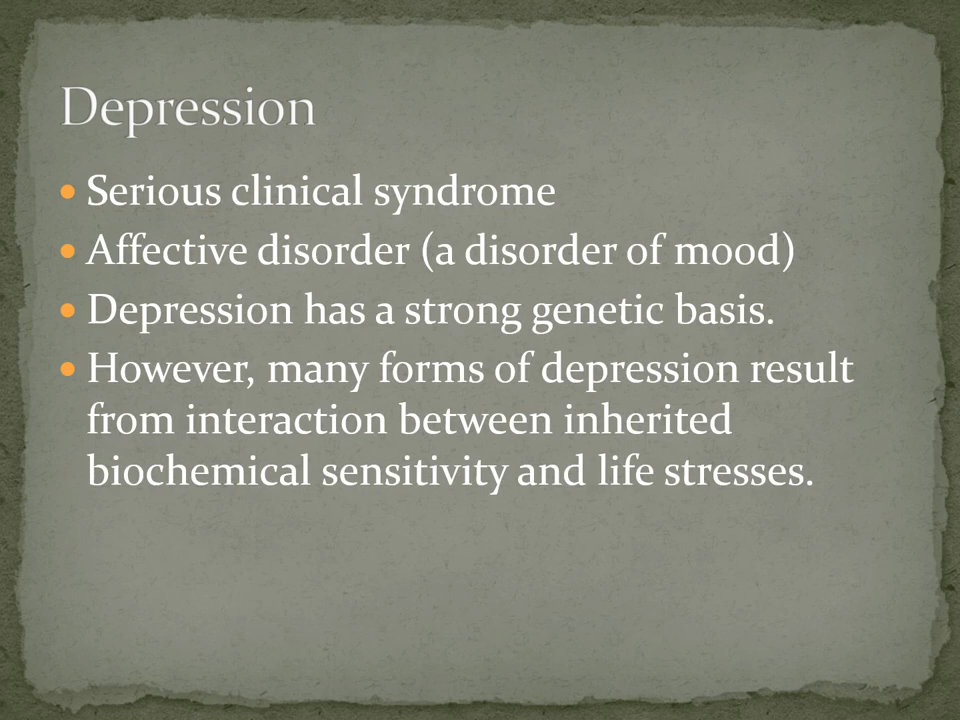 Depression
• Serious clinical syndrome
• Affective disorder (a disorder of mood)
• Depression has a strong genetic basis.
• However, many forms of depression result
from interaction between inherited
biochemical sensitivity and life stresses.